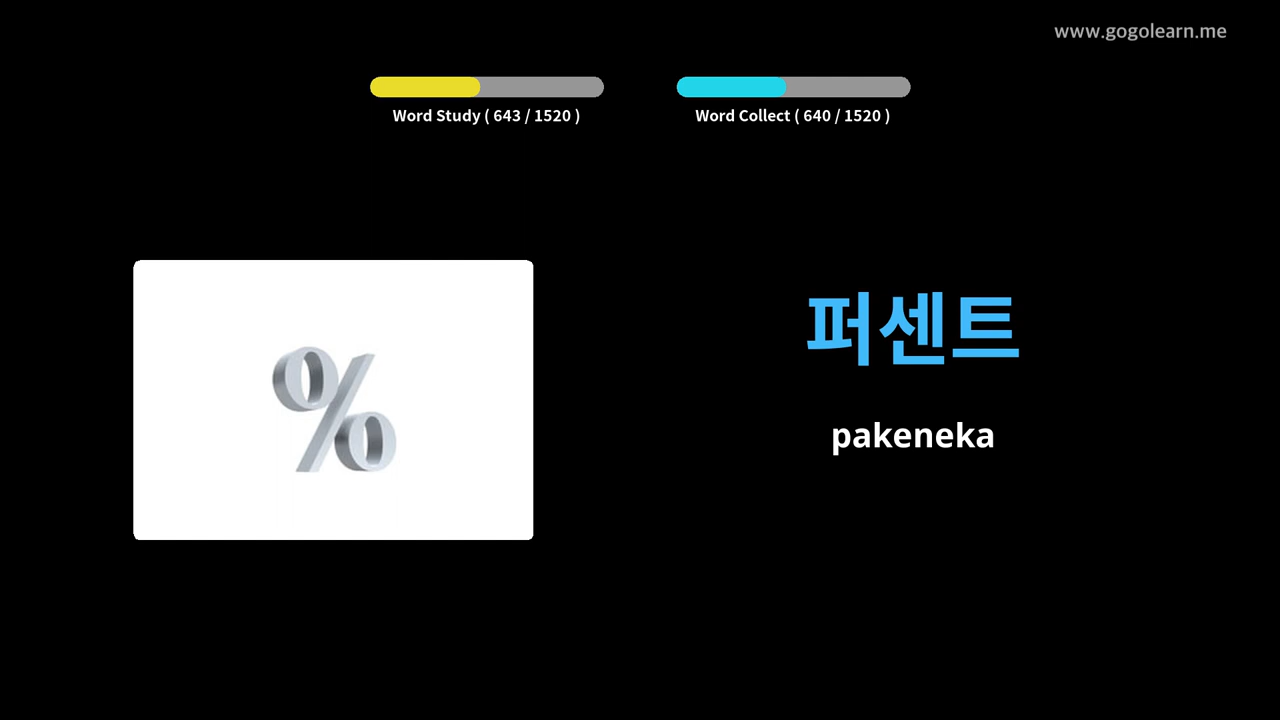 www.gogolearn.me
Word Study ( 643 / 1520 )
Word Collect ( 640 / 1520 )
%
퍼센트
pakeneka